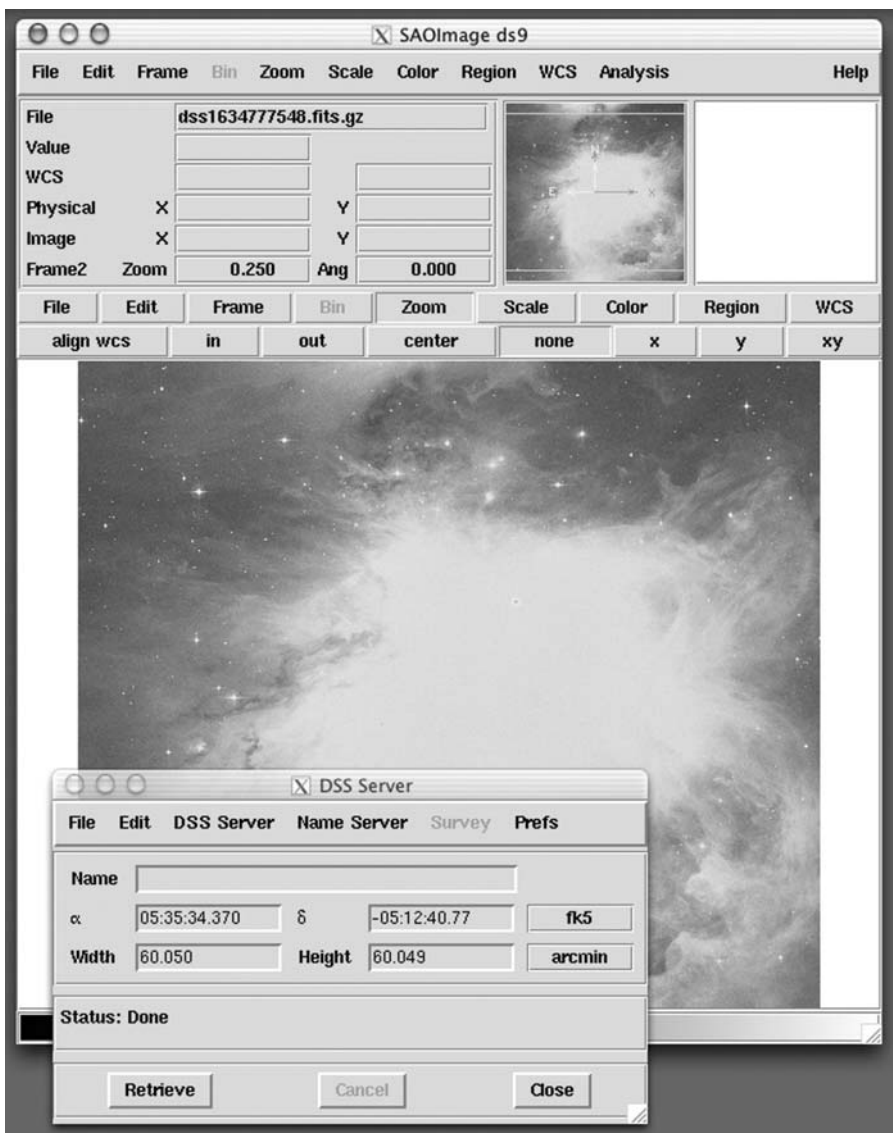 SAOImage ds9
File Edit Frame Bin Zoom Scale Color Region WCS Analysis Help
File dss1634777548.fits.gz
Value
WCS
Physical X Y
Image X Y
Frame2 Zoom 0.250 Ang 0.000
N
E X
File Edit Frame Bin Zoom Scale Color Region WCS
align wcs in out center none x y xy
X DSS Server
File Edit DSS Server Name Server Survey Prefs
Name
α 05:35:34.370 δ -05:12:40.77 fk5
Width 60.050 Height 60.049 arcmin
Status: Done
Retrieve Cancel Close